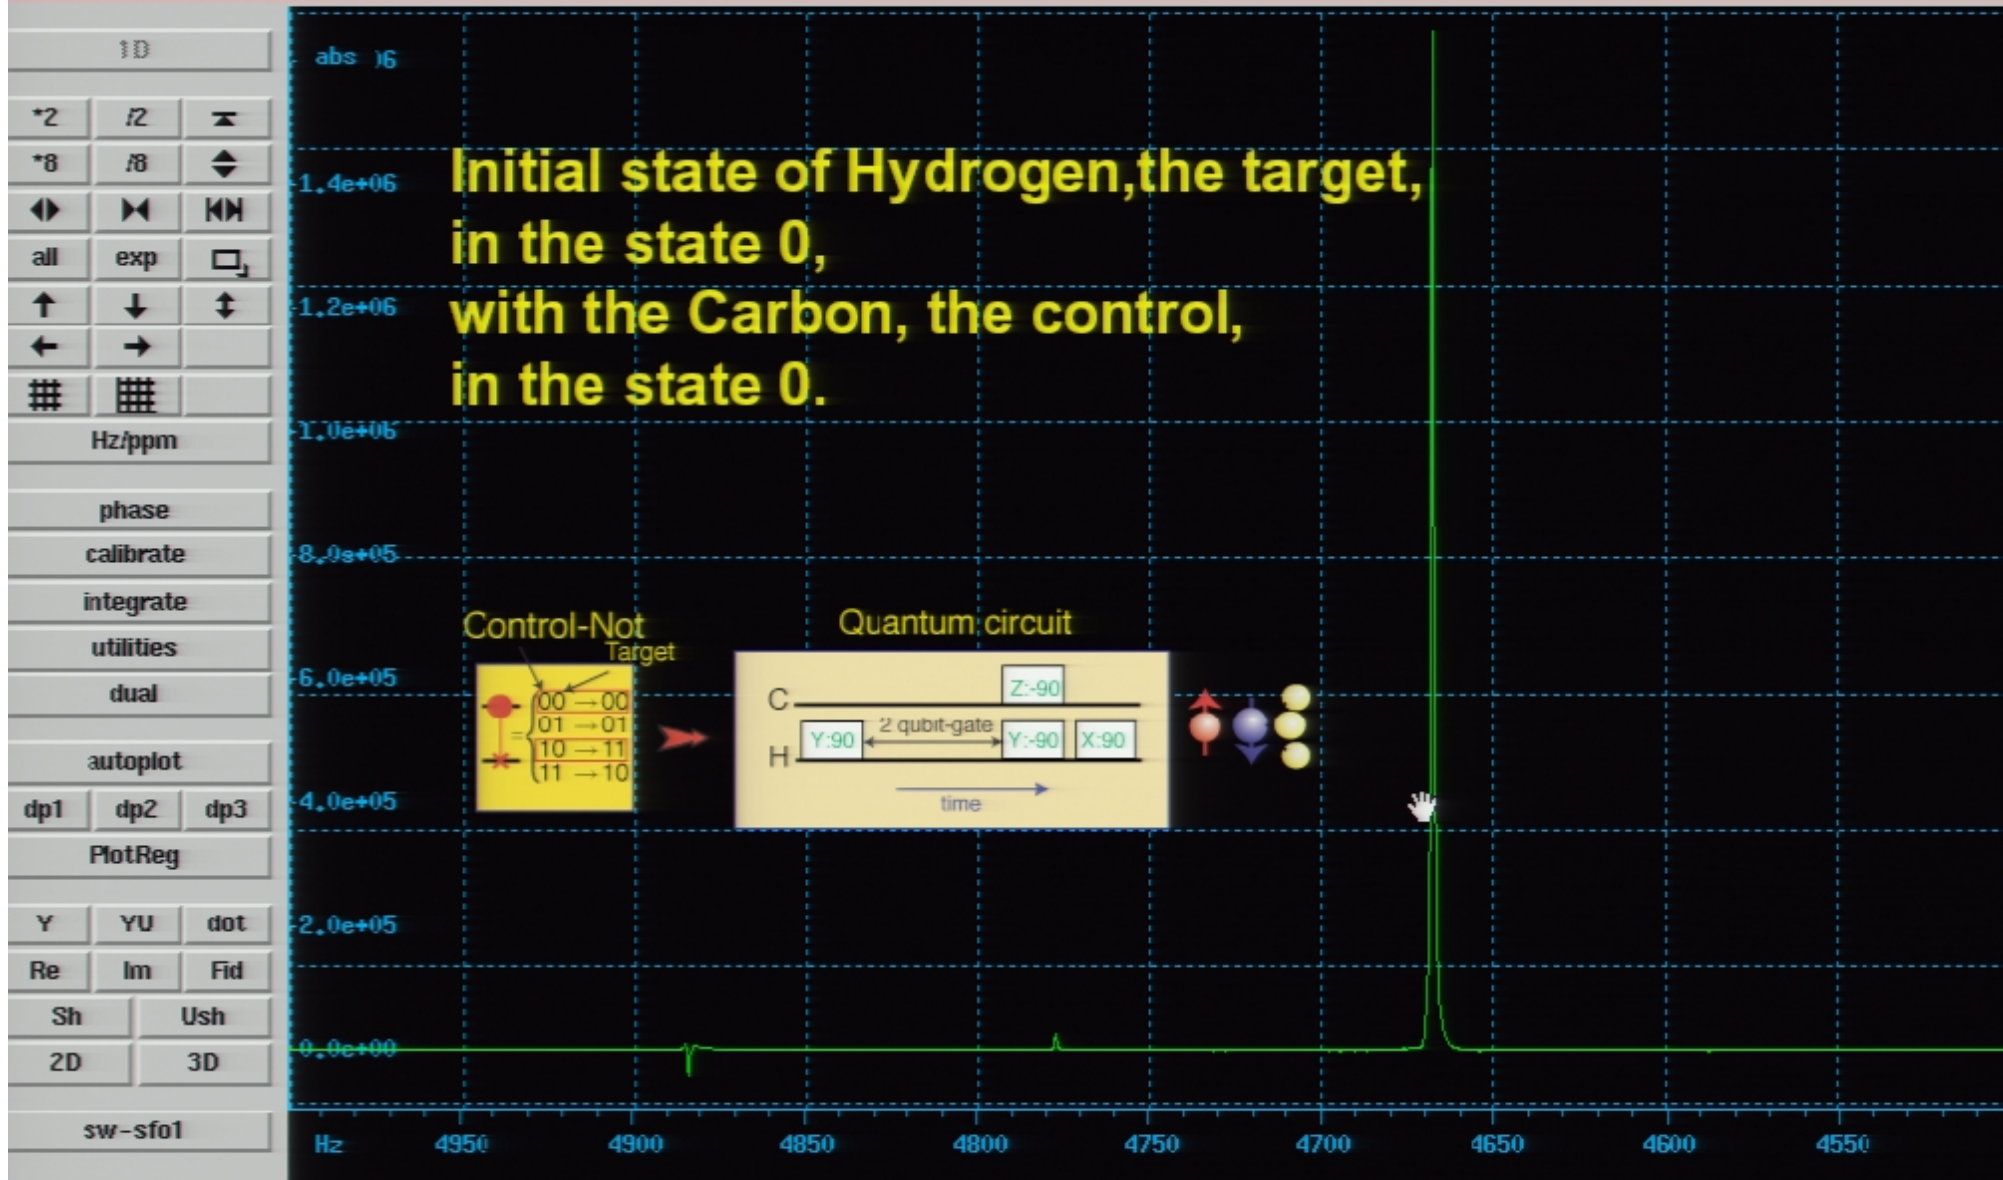 1D
*2 /2
*8 /8
all exp
Hz/ppm
phase
calibrate
integrate
utilities
dual
autoplot
dp1 dp2 dp3
PlotReg
Y YU dot
Re Im Fid
Sh Ush
2D 3D
sw-sfo1
abs )6
1.4e+06
1.2e+06
1.0e+06
8.0e+05
6.0e+05
4.0e+05
2.0e+05
0.0e+00
Initial state of Hydrogen,the target,
in the state 0,
with the Carbon, the control,
in the state 0.
Control-Not
Target
00 → 00
= 01 → 01
10 → 11
11 → 10
Quantum circuit
C Z:-90
H Y:90 2 qubit-gate Y:-90 X:90
time
Hz 4950 4900 4850 4800 4750 4700 4650 4600 4550